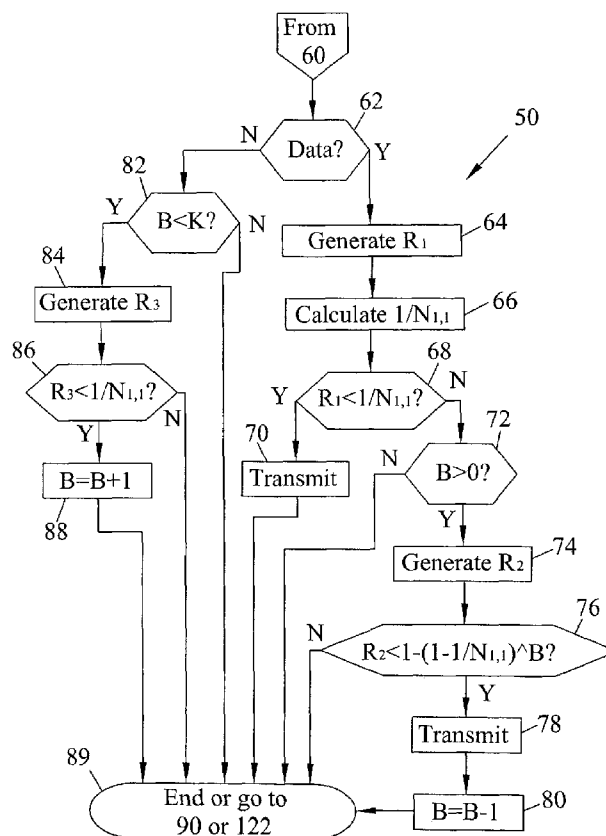 From
60
62
50
N
Data?
Y
82
Y
B<K?
N
64
Generate R₁
84
Generate R₃
66
Calculate 1/N₁,₁
86
R₃<1/N₁,₁?
N
Y
68
Y
R₁<1/N₁,₁?
N
72
70
Transmit
N
B>0?
Y
B=B+1
88
74
Generate R₂
76
N
R₂<1-(1-1/N₁,₁)^B?
Y
78
Transmit
89
End or go to
90 or 122
B=B-1
80